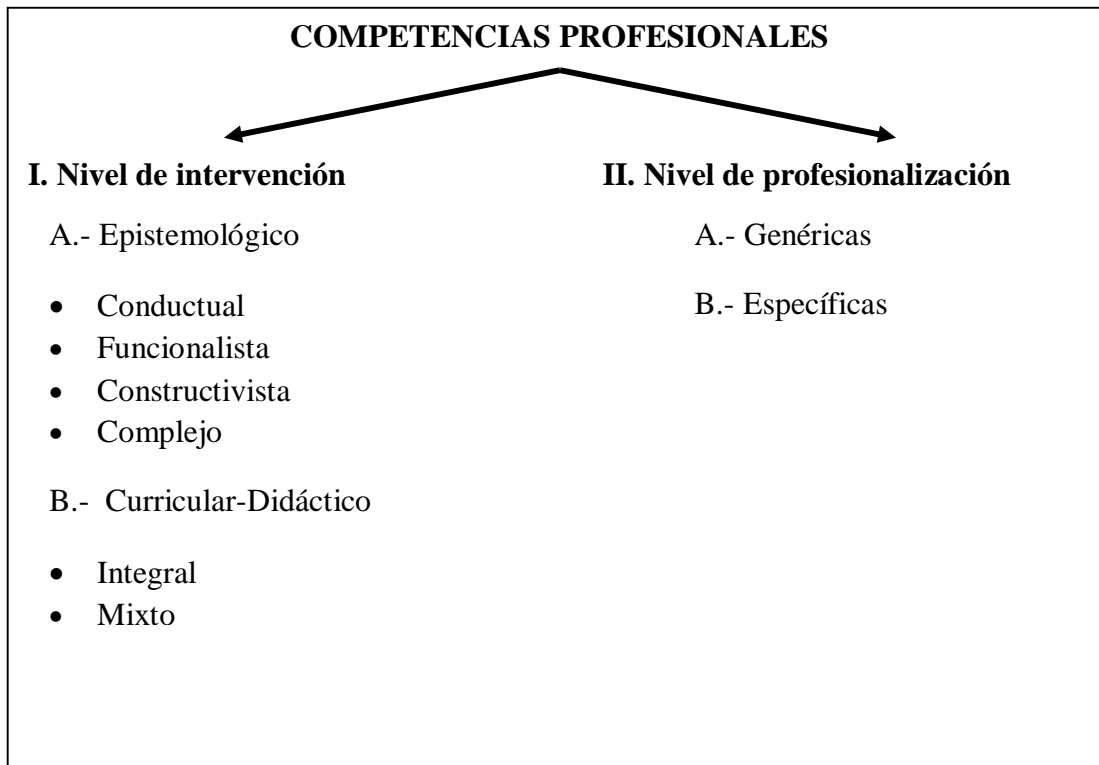 COMPETENCIAS PROFESIONALES
I. Nivel de intervención
A.- Epistemológico
• Conductual
• Funcionalista
• Constructivista
• Complejo
B.- Curricular-Didáctico
• Integral
• Mixto
II. Nivel de profesionalización
A.- Genéricas
B.- Específicas